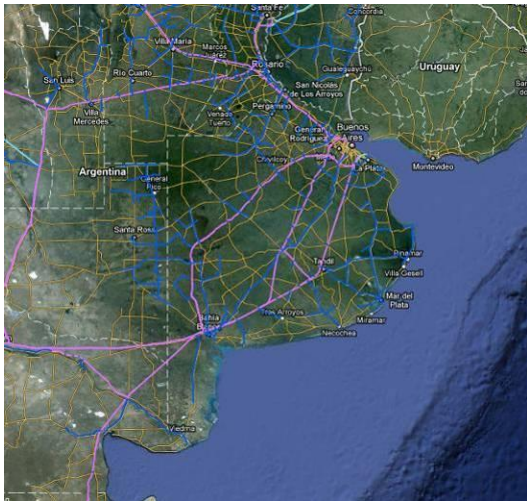 Santa Fe
Concordia
Villa Maria
Marcos
Juárez
Rosario
Gualeguaychú
Uruguay
San Luis
Río Cuarto
San Nicolás
de Los Arroyos
Villa
Mercedes
Venado
Tuerto
Pergamino
General
Rodríguez
Buenos
Aires
Chivilcoy
La Plata
Montevideo
Argentina
General
Pico
Santa Rosa
Pinamar
Tandil
Villa Gesell
Mar del
Plata
Bahía
Blanca
Tres Arroyos
Miramar
Necochea
Viedma